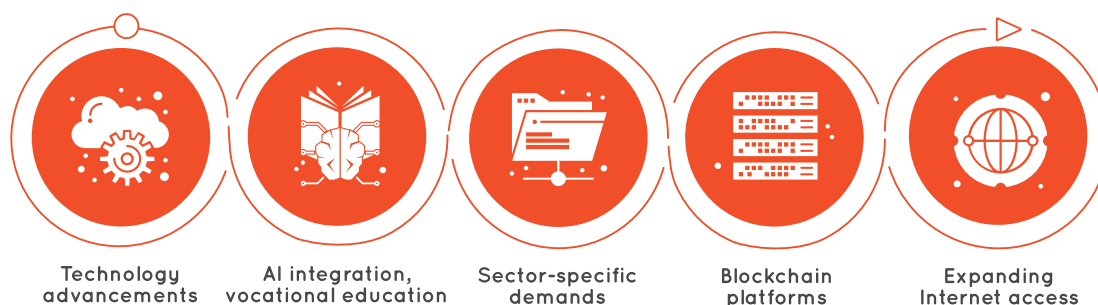 Technology
advancements
AI integration,
vocational education
Sector-specific
demands
Blockchain
platforms
Expanding
Internet access